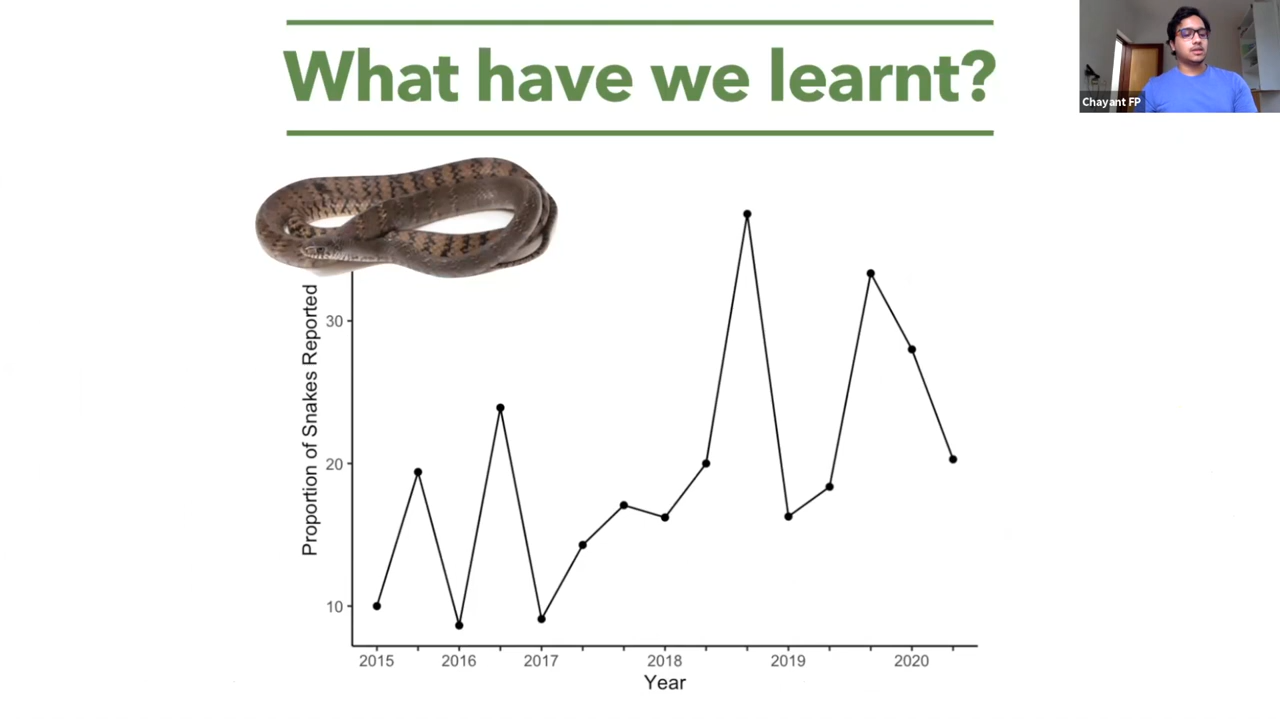 What have we learnt?
Chayant FP
Proportion of Snakes Reported
30
20
10
2015 2016 2017 2018 2019 2020
Year